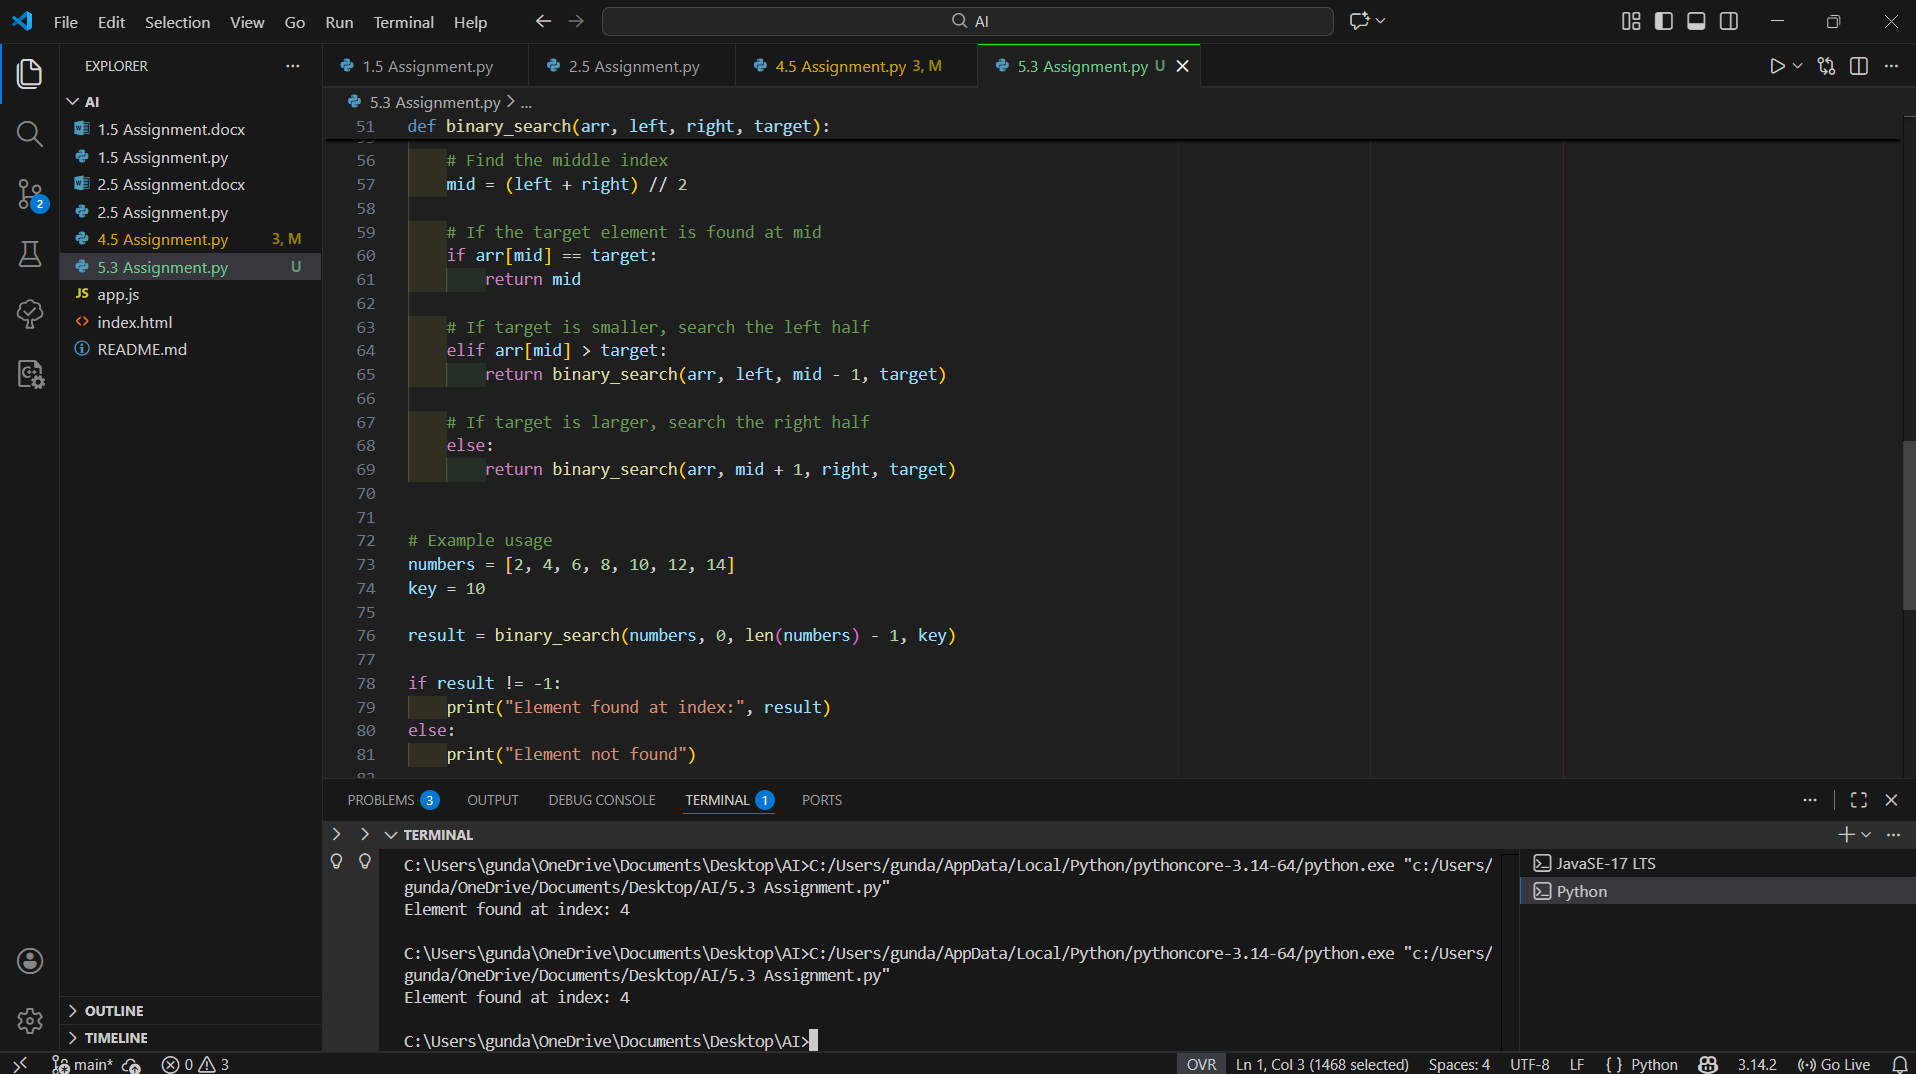 File Edit Selection View Go Run Terminal Help
AI
EXPLORER
AI
1.5 Assignment.docx
1.5 Assignment.py
2.5 Assignment.docx
2.5 Assignment.py
4.5 Assignment.py 3, M
5.3 Assignment.py U
app.js
index.html
README.md
OUTLINE
TIMELINE
2
1.5 Assignment.py
2.5 Assignment.py
4.5 Assignment.py 3, M
5.3 Assignment.py U
5.3 Assignment.py > ...
51 def binary_search(arr, left, right, target):
56 # Find the middle index
57 mid = (left + right) // 2
58
59 # If the target element is found at mid
60 if arr[mid] == target:
61 return mid
62
63 # If target is smaller, search the left half
64 elif arr[mid] > target:
65 return binary_search(arr, left, mid - 1, target)
66
67 # If target is larger, search the right half
68 else:
69 return binary_search(arr, mid + 1, right, target)
70
71
72 # Example usage
73 numbers = [2, 4, 6, 8, 10, 12, 14]
74 key = 10
75
76 result = binary_search(numbers, 0, len(numbers) - 1, key)
77
78 if result != -1:
79 print("Element found at index:", result)
80 else:
81 print("Element not found")
PROBLEMS 3 OUTPUT DEBUG CONSOLE TERMINAL 1 PORTS
TERMINAL
C:\Users\gunda\OneDrive\Documents\Desktop\AI>C:/Users/gunda/AppData/Local/Python/pythoncore-3.14-64/python.exe "c:/Users/
gunda/OneDrive/Documents/Desktop/AI/5.3 Assignment.py"
Element found at index: 4
C:\Users\gunda\OneDrive\Documents\Desktop\AI>C:/Users/gunda/AppData/Local/Python/pythoncore-3.14-64/python.exe "c:/Users/
gunda/OneDrive/Documents/Desktop/AI/5.3 Assignment.py"
Element found at index: 4
C:\Users\gunda\OneDrive\Documents\Desktop\AI>
JavaSE-17 LTS
Python
main* 0 3 OVR Ln 1, Col 3 (1468 selected) Spaces: 4 UTF-8 LF { } Python 3.14.2 Go Live